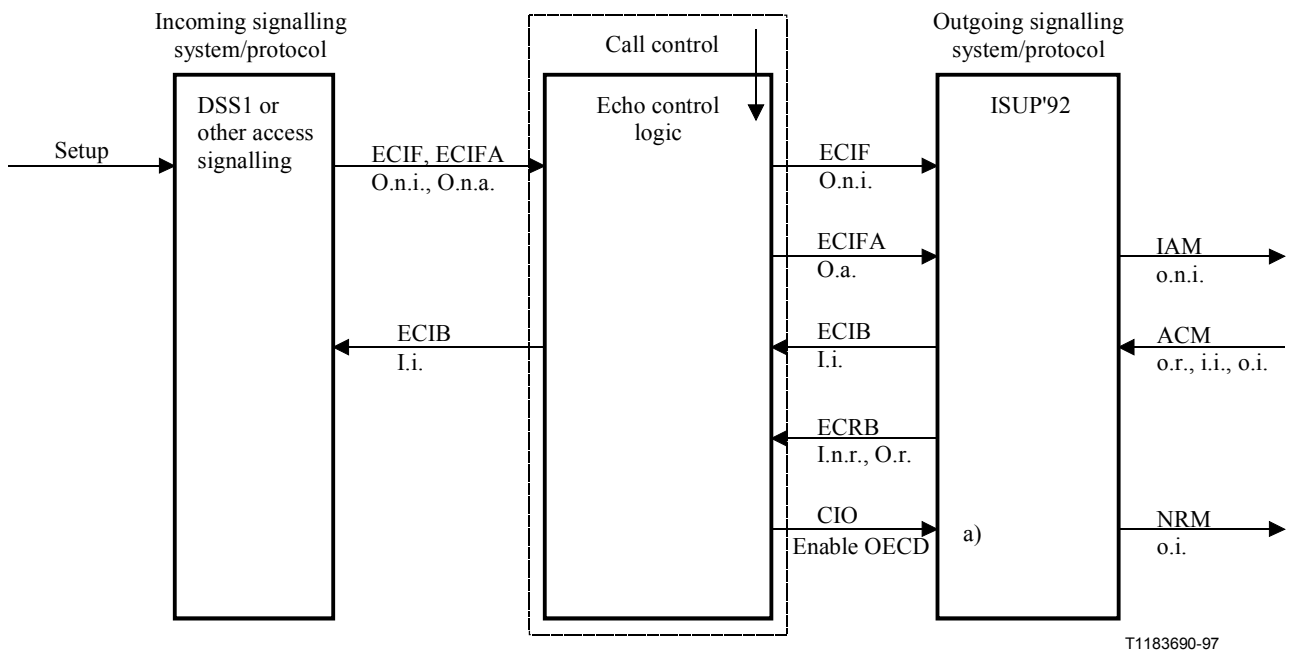 Incoming signalling
system/protocol
Call control
Outgoing signalling
system/protocol
DSS1 or
other access
signalling
Echo control
logic
ISUP'92
Setup
ECIF, ECIFA
O.n.i., O.n.a.
ECIF
O.n.i.
ECIFA
O.a.
IAM
o.n.i.
ECIB
I.i.
ECIB
I.i.
ACM
o.r., i.i., o.i.
ECRB
I.n.r., O.r.
CIO
Enable OECD
a)
NRM
o.i.
T1183690-97